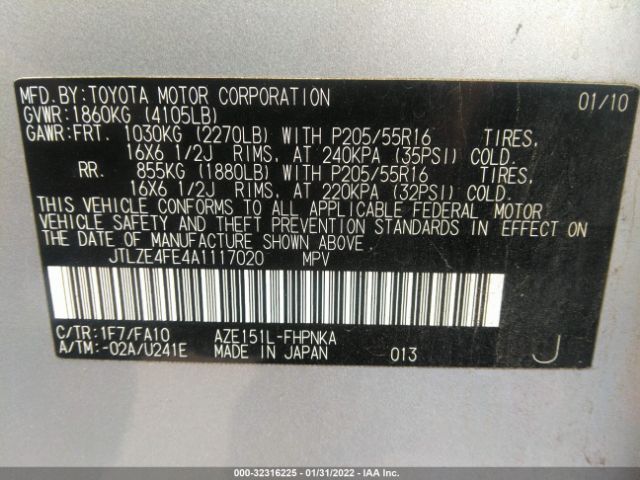 MFD.BY:TOYOTA MOTOR CORPORATION 01/10
GVWR:1860KG (4105LB)
GAWR:FRT. 1030KG (2270LB) WITH P205/55R16 TIRES,
16X6 1/2J RIMS, AT 240KPA (35PSI) COLD.
RR. 855KG (1880LB) WITH P205/55R16 TIRES,
16X6 1/2J RIMS, AT 220KPA (32PSI) COLD.
THIS VEHICLE CONFORMS TO ALL APPLICABLE FEDERAL MOTOR
VEHICLE SAFETY AND THEFT PREVENTION STANDARDS IN EFFECT ON
THE DATE OF MANUFACTURE SHOWN ABOVE.
JTLZE4FE4A1117020 MPV
C/TR:1F7/FA10 AZE151L-FHPNKA
A/TM:-02A/U241E MADE IN JAPAN 013 J
000-32316225 - 01/31/2022 - IAA Inc.